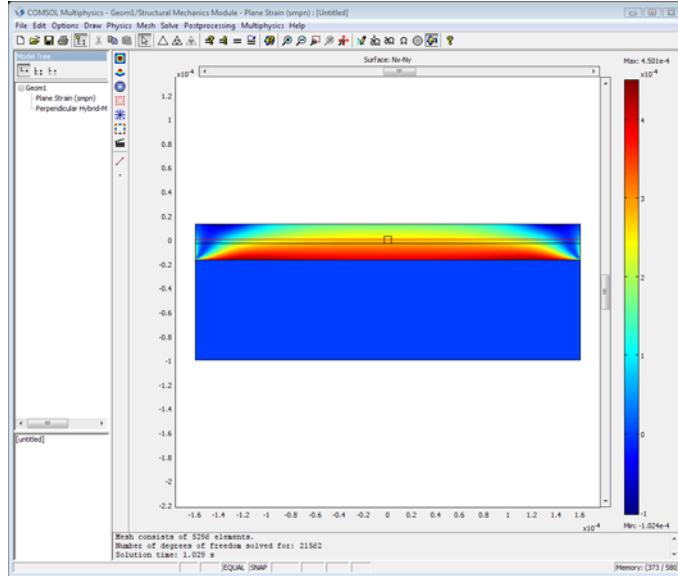 COMSOL Multiphysics - Geom1/Structural Mechanics Module - Plane Strain (smpn) : [Untitled]
File Edit Options Draw Physics Mesh Solve Postprocessing Multiphysics Help
Model Tree
Geom1
Plane Strain (smpn)
Perpendicular Hybrid-M
[untitled]
Surface: Nx-Ny
x10-4
1.2
1
0.8
0.6
0.4
0.2
0
-0.2
-0.4
-0.6
-0.8
-1
-1.2
-1.4
-1.6
-1.8
-2
-2.2
-1.6 -1.4 -1.2 -1 -0.8 -0.6 -0.4 -0.2 0 0.2 0.4 0.6 0.8 1 1.2 1.4 1.6
x10-4
Max: 4.501e-4
x10-4
4
3
2
1
0
-1
Min: -1.024e-4
Mesh consists of 5296 elements.
Number of degrees of freedom solved for: 21562
Solution time: 1.029 s
EQUAL SNAP
Memory: (373 / 580